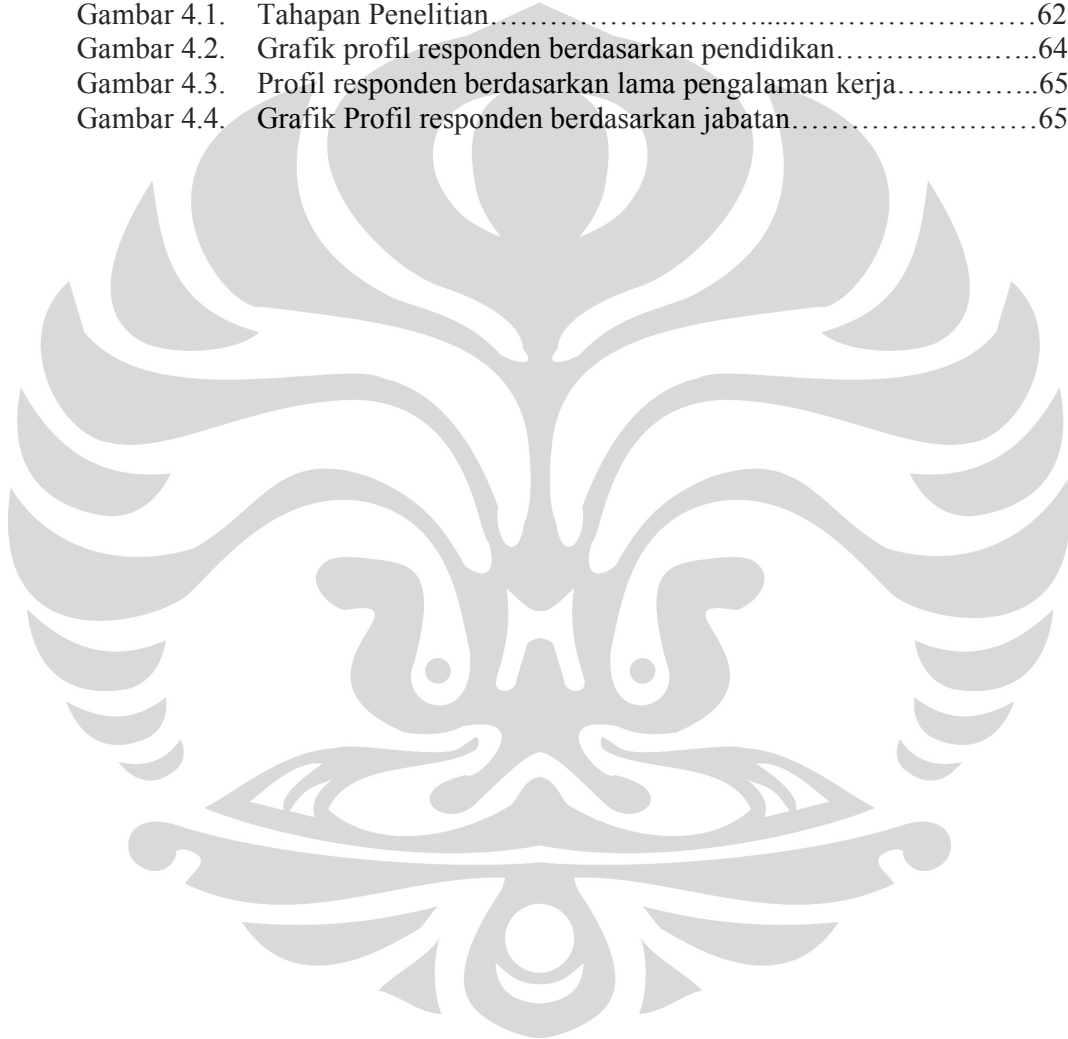 Gambar 4.1. Tahapan Penelitian……………………….....……………………62
Gambar 4.2. Grafik profil responden berdasarkan pendidikan……………….…..64
Gambar 4.3. Profil responden berdasarkan lama pengalaman kerja…….………..65
Gambar 4.4. Grafik Profil responden berdasarkan jabatan………….……………65